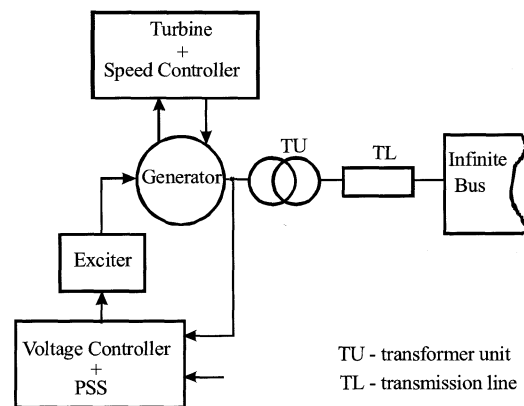 Turbine
+
Speed Controller
TU
TL
Generator
Infinite
Bus
Exciter
Voltage Controller
+
PSS
TU - transformer unit
TL - transmission line